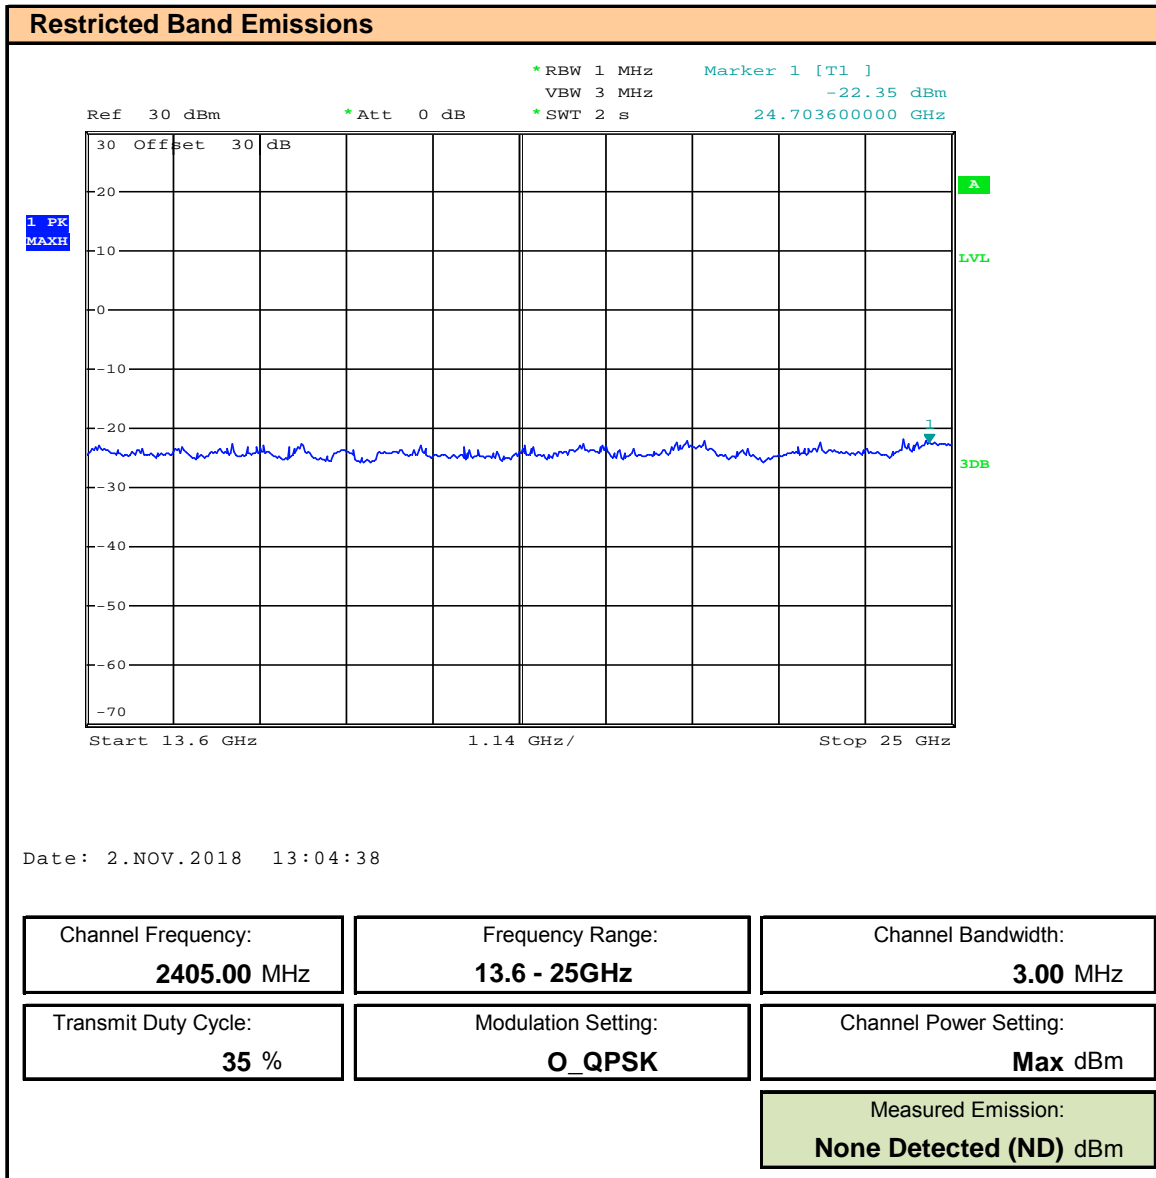 Restricted Band Emissions
* RBW 1 MHz Marker 1 [T1 ]
VBW 3 MHz -22.35 dBm
Ref 30 dBm * Att 0 dB * SWT 2 s 24.703600000 GHz
30 Offset 30 dB
20
A
1 PK
MAXH
10
LVL
0
-10
-20
1
3DB
-30
-40
-50
-60
-70
Start 13.6 GHz 1.14 GHz/ Stop 25 GHz
Date: 2.NOV.2018 13:04:38
Channel Frequency: Frequency Range: Channel Bandwidth:
2405.00 MHz 13.6 - 25GHz 3.00 MHz
Transmit Duty Cycle: Modulation Setting: Channel Power Setting:
35 % O_QPSK Max dBm
Measured Emission:
None Detected (ND) dBm